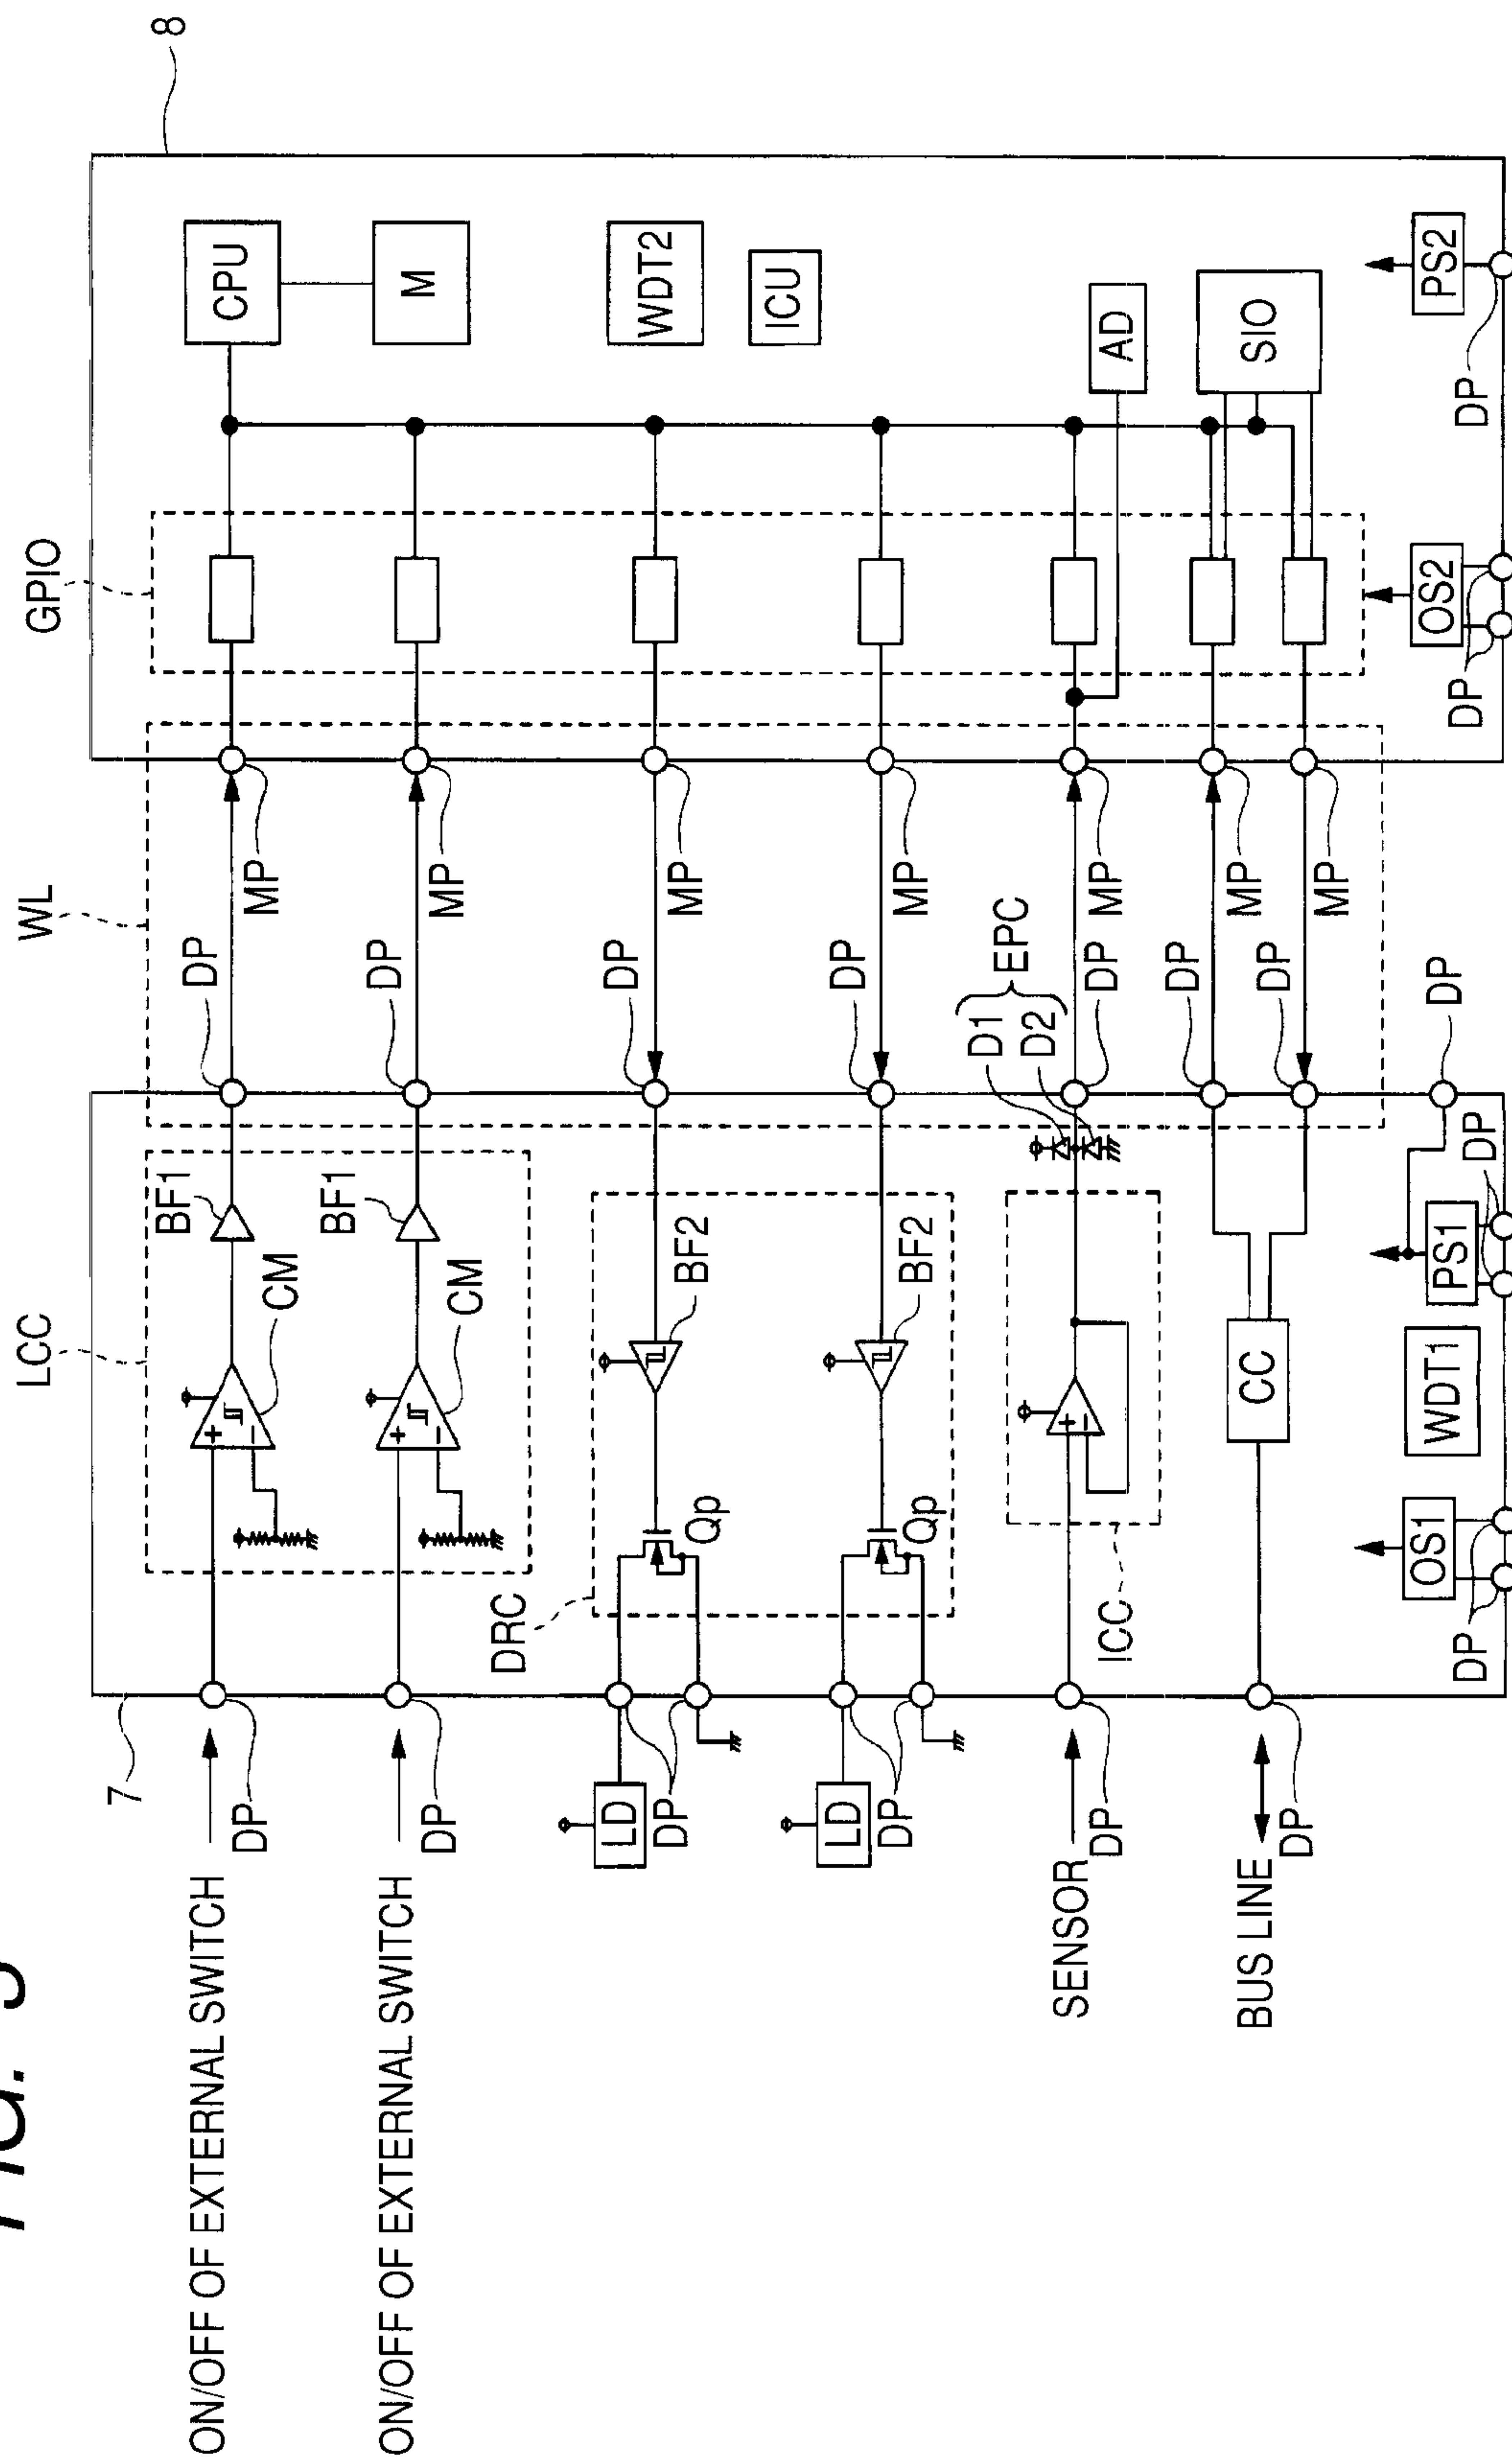 FIG.
LCC
WL
GPIO
7
8
ON/OFF OF EXTERNAL SWITCH
DP
BF1
CM
DP
MP
CPU
ON/OFF OF EXTERNAL SWITCH
DP
BF1
CM
DP
MP
M
DRC
LD
DP
Qp
BF2
DP
MP
WDT2
ICU
LD
DP
Qp
BF2
DP
MP
D1
D2
EPC
SENSOR
DP
ICC
DP
MP
AD
BUS LINE
DP
CC
DP
MP
DP
MP
SIO
OS1
WDT1
PS1
DP
OS2
PS2
DP
DP
DP
DP